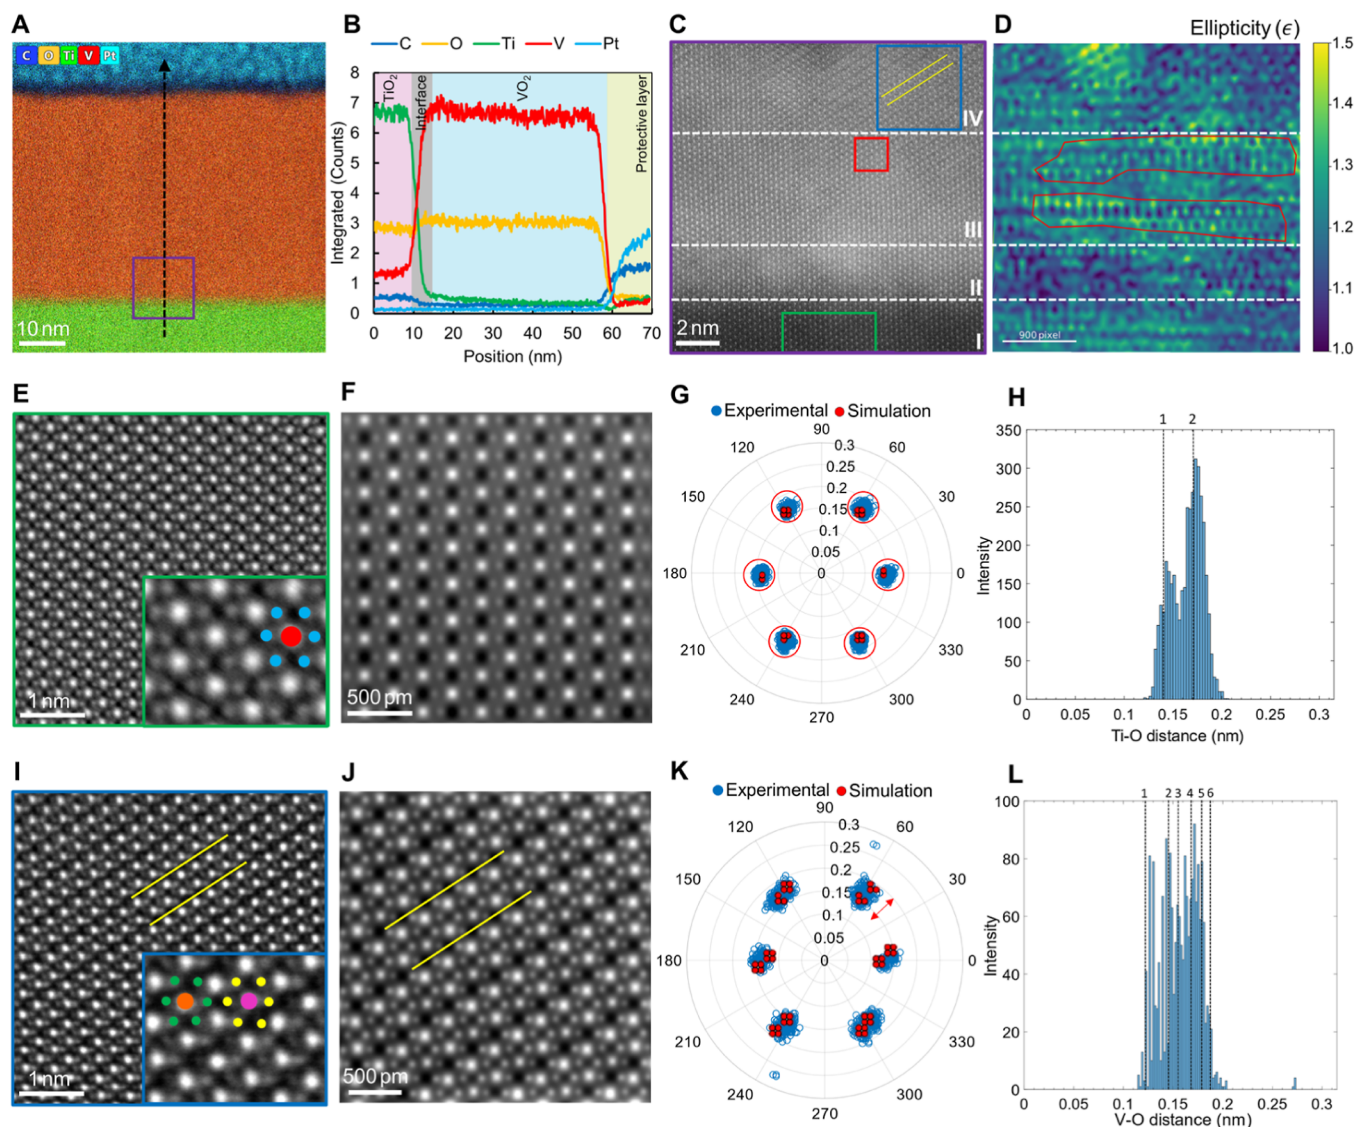 A
C O Ti V Pt
10 nm
B
C O Ti V Pt
Integrated (Counts)
8
7
6
5
4
3
2
1
0
TiO2
Interface
VO2
Protective layer
0 10 20 30 40 50 60 70
Position (nm)
C
IV
III
II
I
2 nm
D
Ellipticity (ϵ)
900 pixel
1.5
1.4
1.3
1.2
1.1
1.0
E
1 nm
F
500 pm
G
Experimental Simulation
90
120 0.3 60
0.25
0.2
150 0.15 30
0.1
0.05
180 0 0
210 330
240 300
270
H
1 2
Intensity
350
300
250
200
150
100
50
0
0 0.05 0.1 0.15 0.2 0.25 0.3
Ti-O distance (nm)
I
1 nm
J
500 pm
K
Experimental Simulation
90
120 0.3 60
0.25
0.2
150 0.15 30
0.1
0.05
180 0 0
210 330
240 300
270
L
1 2 3 4 5 6
Intensity
100
80
60
40
20
0
0 0.05 0.1 0.15 0.2 0.25 0.3
V-O distance (nm)